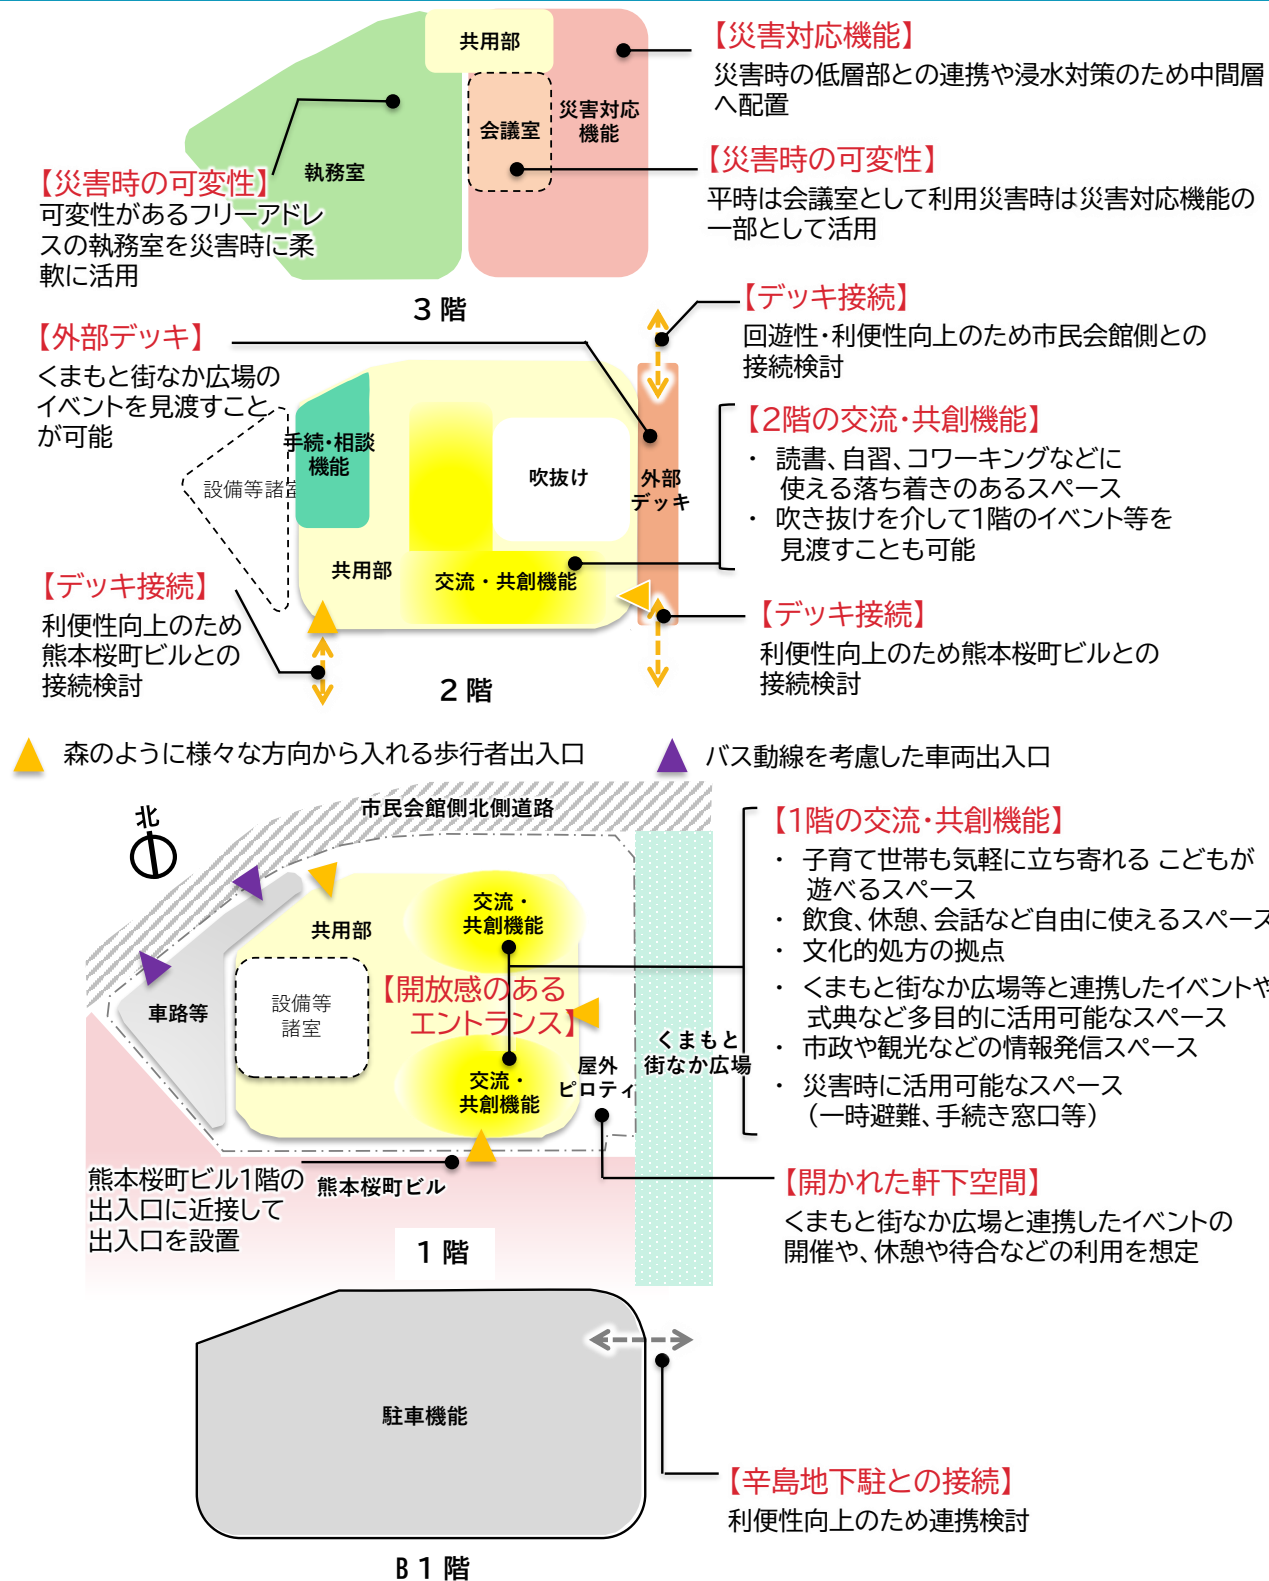 共用部
会議室
災害対応
機能
執務室
【災害対応機能】
災害時の低層部との連携や浸水対策のため中間層
へ配置
【災害時の可変性】
平時は会議室として利用災害時は災害対応機能の
一部として活用
【災害時の可変性】
可変性があるフリーアドレ
スの執務室を災害時に柔
軟に活用
3階
【外部デッキ】
くまもと街なか広場の
イベントを見渡すこと
が可能
【デッキ接続】
回遊性・利便性向上のため市民会館側との
接続検討
手続・相談
機能
設備等諸室
吹抜け
外部
デッキ
共用部
交流・共創機能
【2階の交流・共創機能】
・ 読書、自習、コワーキングなどに
使える落ち着きのあるスペース
・ 吹き抜けを介して1階のイベント等を
見渡すことも可能
【デッキ接続】
利便性向上のため
熊本桜町ビルとの
接続検討
【デッキ接続】
利便性向上のため熊本桜町ビルとの
接続検討
2階
森のように様々な方向から入れる歩行者出入口
バス動線を考慮した車両出入口
北
市民会館側北側道路
共用部
交流・
共創機能
車路等
設備等
諸室
【開放感のある
エントランス】
交流・
共創機能
屋外
ピロティ
くまもと
街なか広場
【1階の交流・共創機能】
・ 子育て世帯も気軽に立ち寄れる こどもが
遊べるスペース
・ 飲食、休憩、会話など自由に使えるスペース
・ 文化的処方の拠点
・ くまもと街なか広場等と連携したイベントや
式典など多目的に活用可能なスペース
・ 市政や観光などの情報発信スペース
・ 災害時に活用可能なスペース
（一時避難、手続き窓口等）
熊本桜町ビル1階の
出入口に近接して
出入口を設置
熊本桜町ビル
1階
【開かれた軒下空間】
くまもと街なか広場と連携したイベントの
開催や、休憩や待合などの利用を想定
駐車機能
【辛島地下駐との接続】
利便性向上のため連携検討
B1階